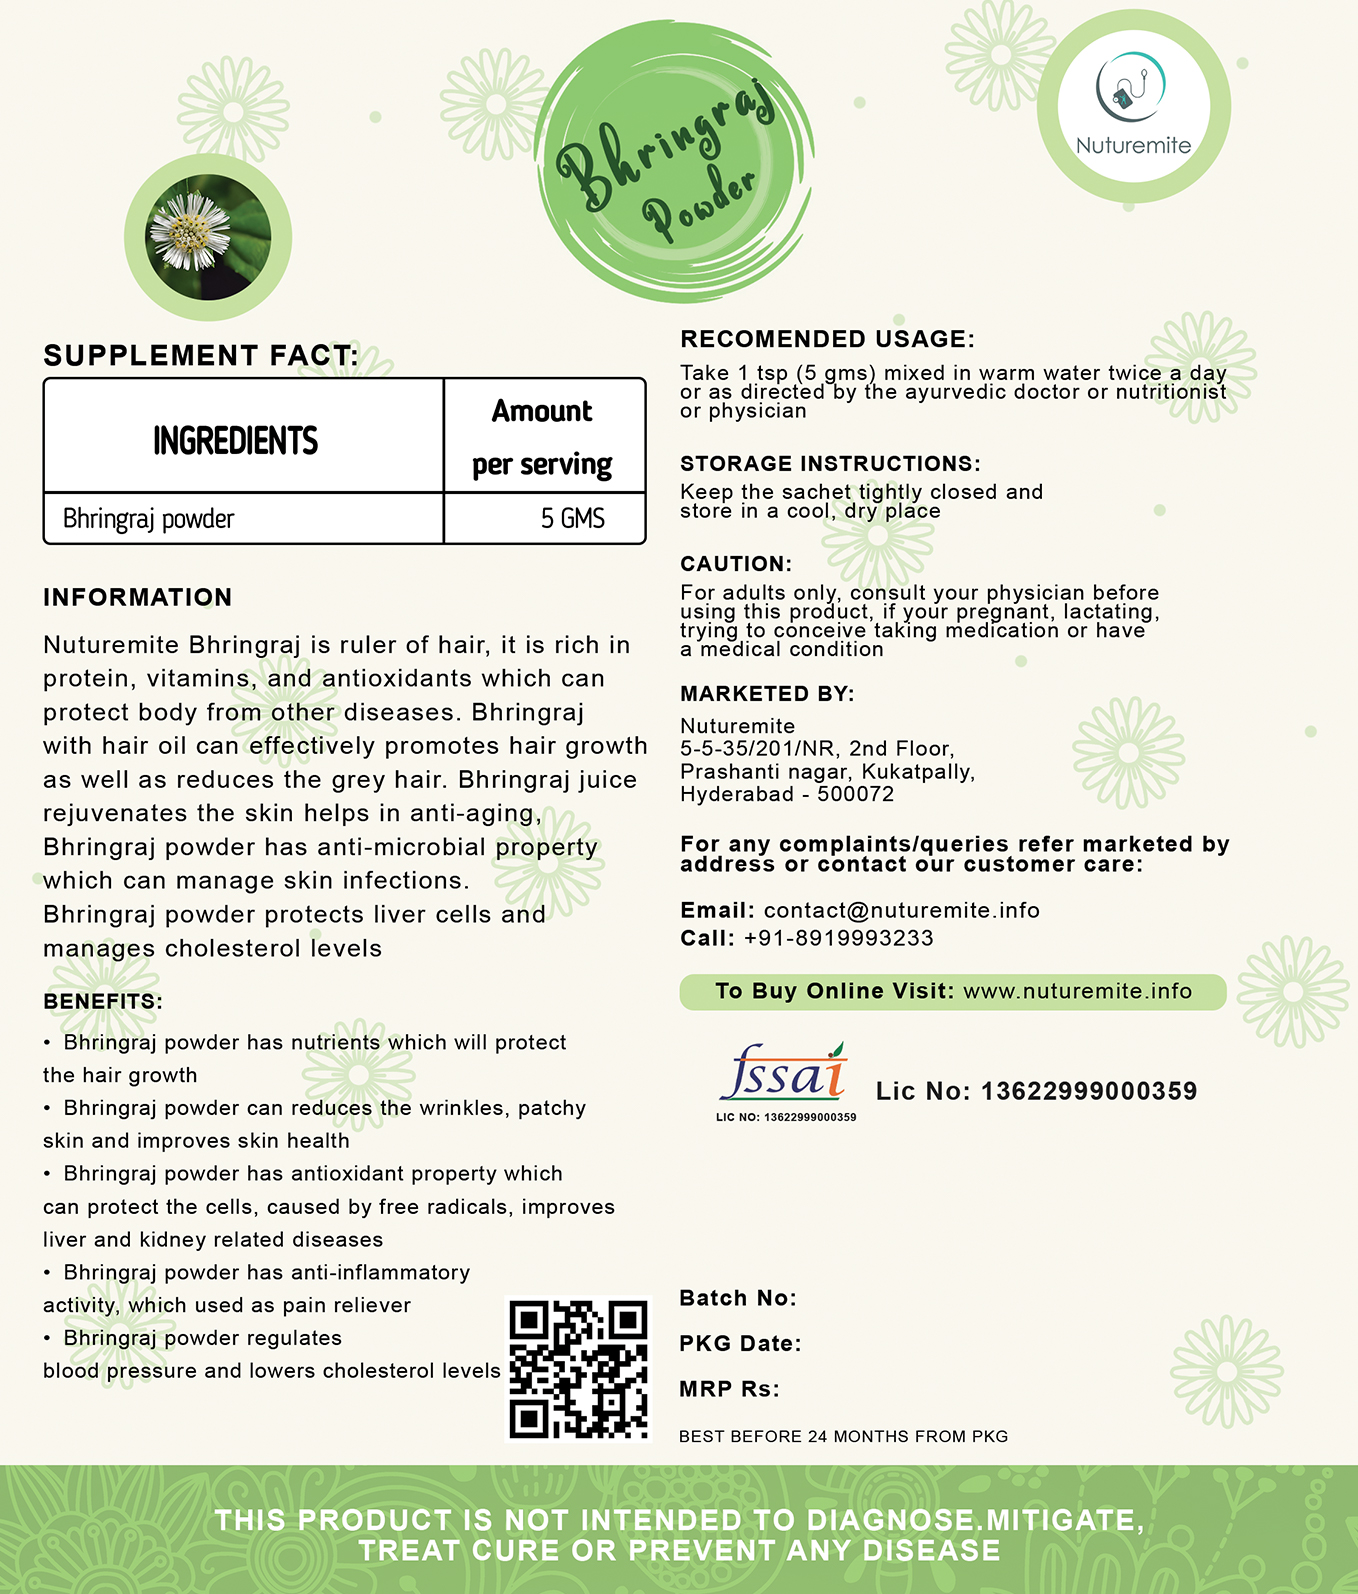 Bhringraj
Powder
Nuturemite
SUPPLEMENT FACT:
INGREDIENTS
Amount
per serving
Bhringraj powder
5 GMS
INFORMATION
Nuturemite Bhringraj is ruler of hair, it is rich in
protein, vitamins, and antioxidants which can
protect body from other diseases. Bhringraj
with hair oil can effectively promotes hair growth
as well as reduces the grey hair. Bhringraj juice
rejuvenates the skin helps in anti-aging,
Bhringraj powder has anti-microbial property
which can manage skin infections.
Bhringraj powder protects liver cells and
manages cholesterol levels
BENEFITS:
• Bhringraj powder has nutrients which will protect
the hair growth
• Bhringraj powder can reduces the wrinkles, patchy
skin and improves skin health
• Bhringraj powder has antioxidant property which
can protect the cells, caused by free radicals, improves
liver and kidney related diseases
• Bhringraj powder has anti-inflammatory
activity, which used as pain reliever
• Bhringraj powder regulates
blood pressure and lowers cholesterol levels
RECOMENDED USAGE:
Take 1 tsp (5 gms) mixed in warm water twice a day
or as directed by the ayurvedic doctor or nutritionist
or physician
STORAGE INSTRUCTIONS:
Keep the sachet tightly closed and
store in a cool, dry place
CAUTION:
For adults only, consult your physician before
using this product, if your pregnant, lactating,
trying to conceive taking medication or have
a medical condition
MARKETED BY:
Nuturemite
5-5-35/201/NR, 2nd Floor,
Prashanti nagar, Kukatpally,
Hyderabad - 500072
For any complaints/queries refer marketed by
address or contact our customer care:
Email: contact@nuturemite.info
Call: +91-8919993233
To Buy Online Visit: www.nuturemite.info
fssai
LIC NO: 13622999000359
Lic No: 13622999000359
Batch No:
PKG Date:
MRP Rs:
BEST BEFORE 24 MONTHS FROM PKG
THIS PRODUCT IS NOT INTENDED TO DIAGNOSE.MITIGATE,
TREAT CURE OR PREVENT ANY DISEASE